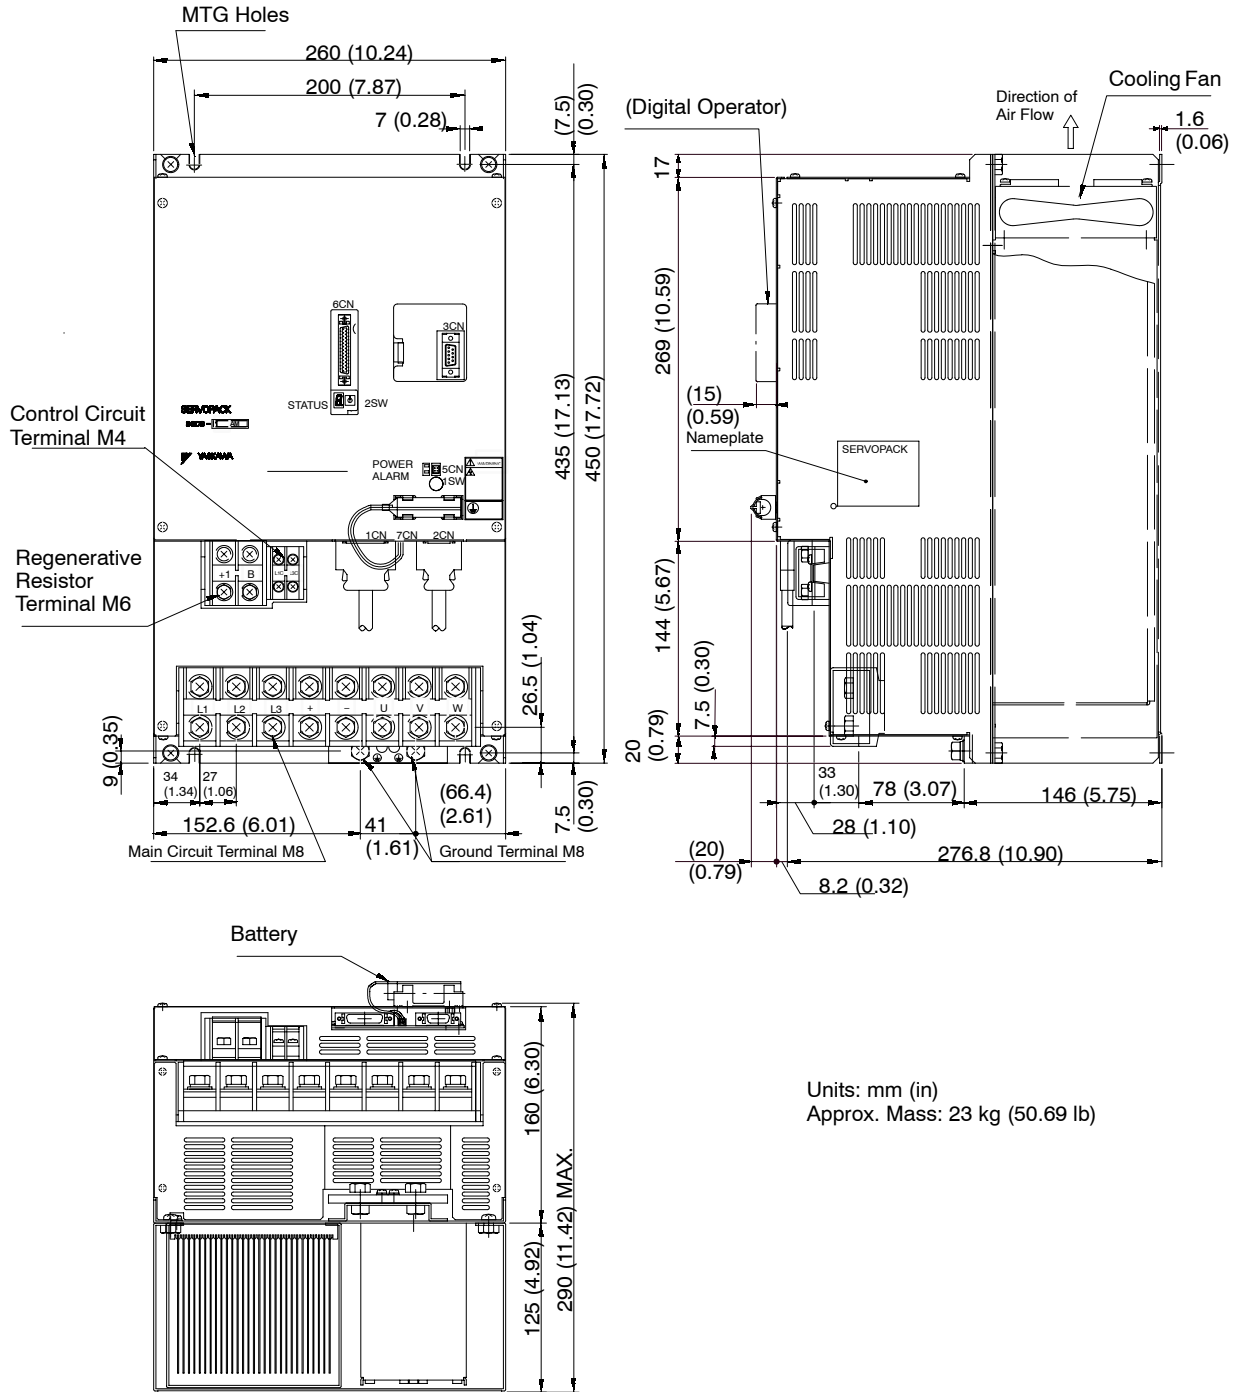 MTG Holes
260 (10.24)
200 (7.87)
7 (0.28)
(7.5)
(0.30)
6CN
3CN
STATUS
2SW
SERVOPACK
YASKAWA
POWER
ALARM
5CN
1SW
1CN
7CN
2CN
Control Circuit
Terminal M4
Regenerative
Resistor
Terminal M6
+1
B
L1
L2
L3
+
−
U
V
W
435 (17.13)
450 (17.72)
26.5 (1.04)
9 (0.35)
34
(1.34)
27
(1.06)
152.6 (6.01)
41
(1.61)
(66.4)
(2.61)
7.5
(0.30)
Main Circuit Terminal M8
Ground Terminal M8
(Digital Operator)
Direction of
Air Flow
Cooling Fan
1.6
(0.06)
17
269 (10.59)
(15)
(0.59)
Nameplate
SERVOPACK
144 (5.67)
7.5 (0.30)
20
(0.79)
33
(1.30)
78 (3.07)
146 (5.75)
28 (1.10)
(20)
(0.79)
276.8 (10.90)
8.2 (0.32)
Battery
160 (6.30)
125 (4.92)
290 (11.42) MAX.
Units: mm (in)
Approx. Mass: 23 kg (50.69 lb)